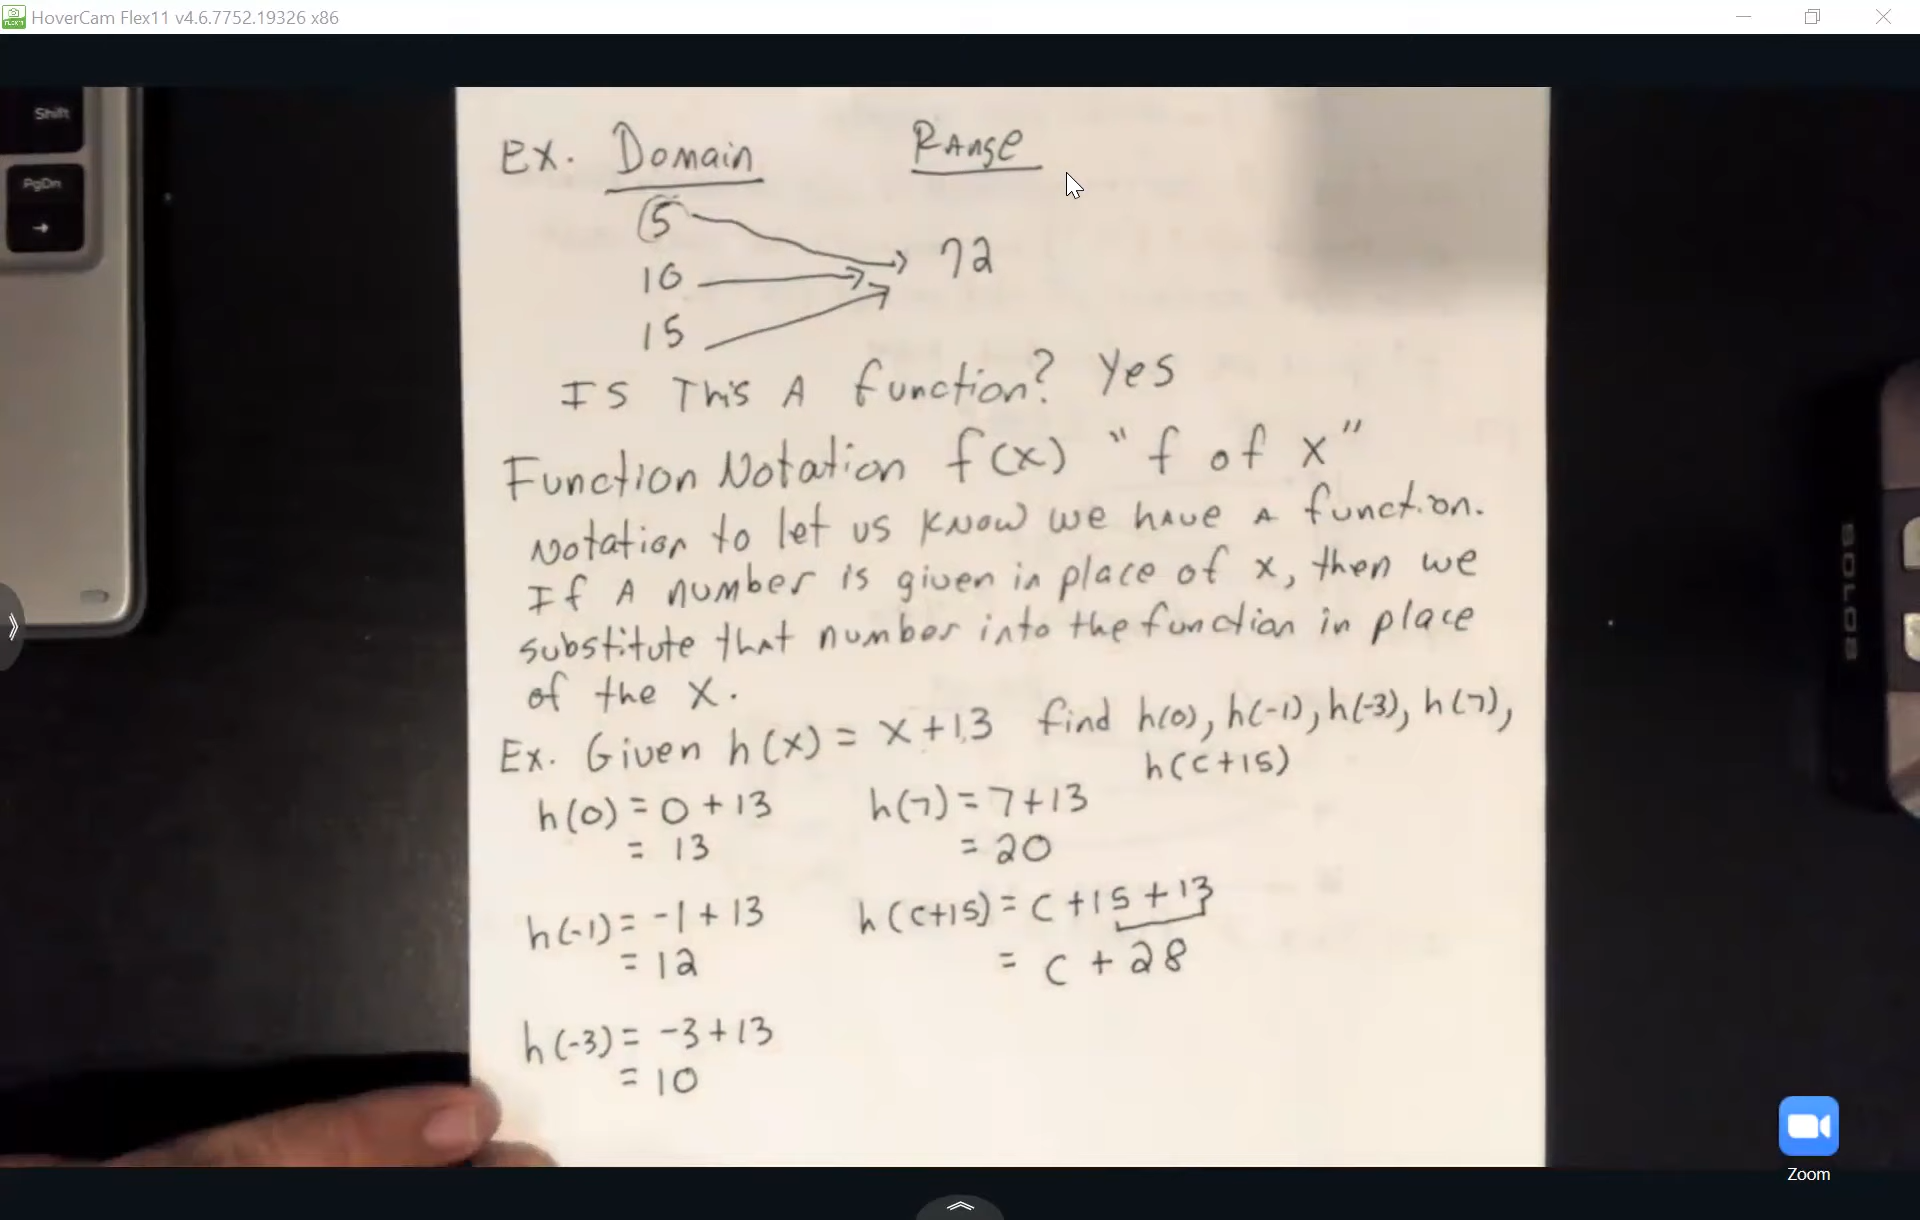 HoverCam Flex11 v4.6.7752.19326 x86
Shift
PgDn
Ex. Domain Range
5
10 72
15
Is This A function? Yes
Function Notation f(x) "f of x"
Notation to let us know we have a function.
If A number is given in place of x, then we
substitute that number into the function in place
of the x.
Ex. Given h(x) = x+13 find h(0), h(-1), h(-3), h(7),
h(c+15)
h(0) = 0 + 13 h(7) = 7+13
= 13 = 20
h(-1) = -1 + 13 h(c+15) = c +15 + 13
= 12 = c + 28
h(-3) = -3+13
= 10
Zoom